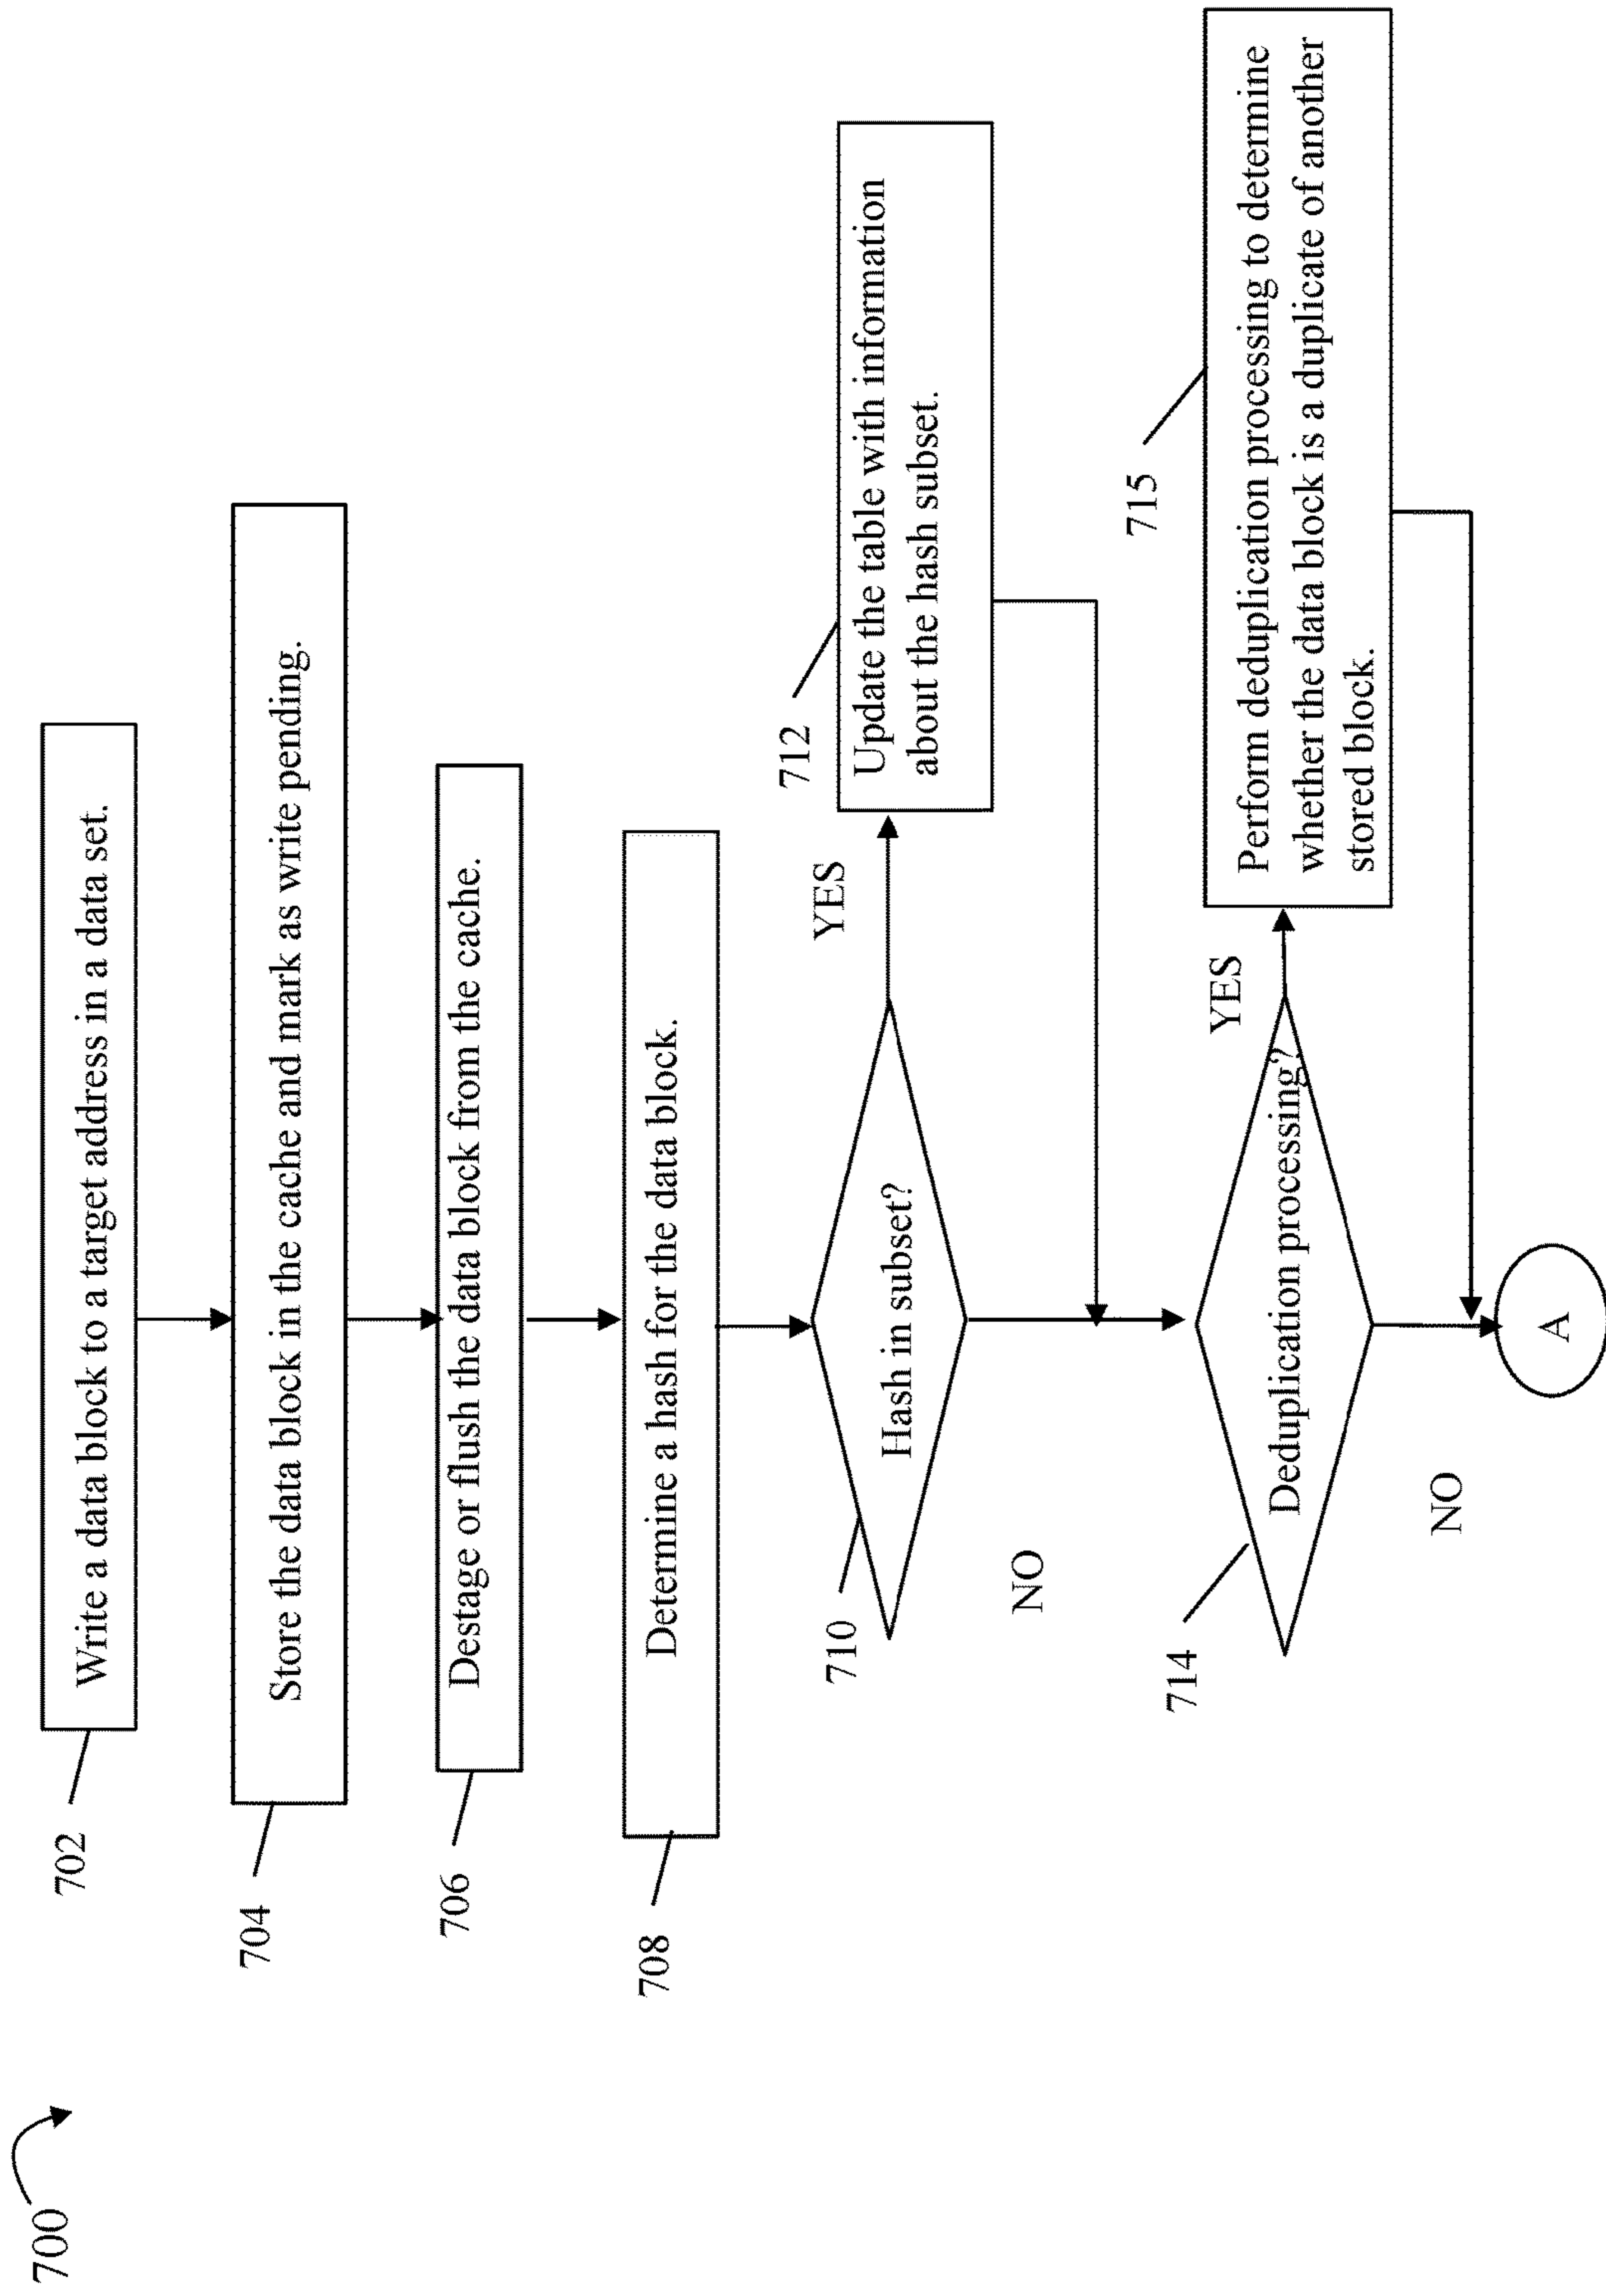 700
702
Write a data block to a target address in a data set.
704
Store the data block in the cache and mark as write pending.
706
Destage or flush the data block from the cache.
708
Determine a hash for the data block.
710
Hash in subset?
YES
712
Update the table with information
about the hash subset.
NO
714
Deduplication processing?
YES
715
Perform deduplication processing to determine
whether the data block is a duplicate of another
stored block.
NO
A